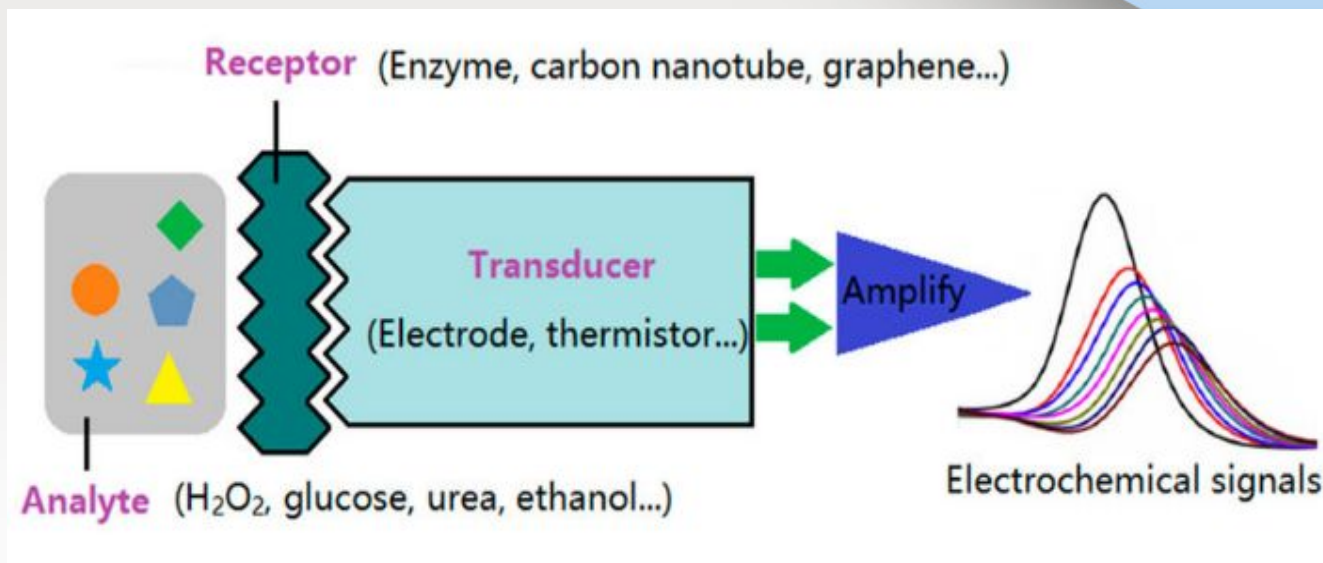 Receptor (Enzyme, carbon nanotube, graphene...)
Transducer
(Electrode, thermistor...)
Amplify
Analyte (H₂O₂, glucose, urea, ethanol...)
Electrochemical signals